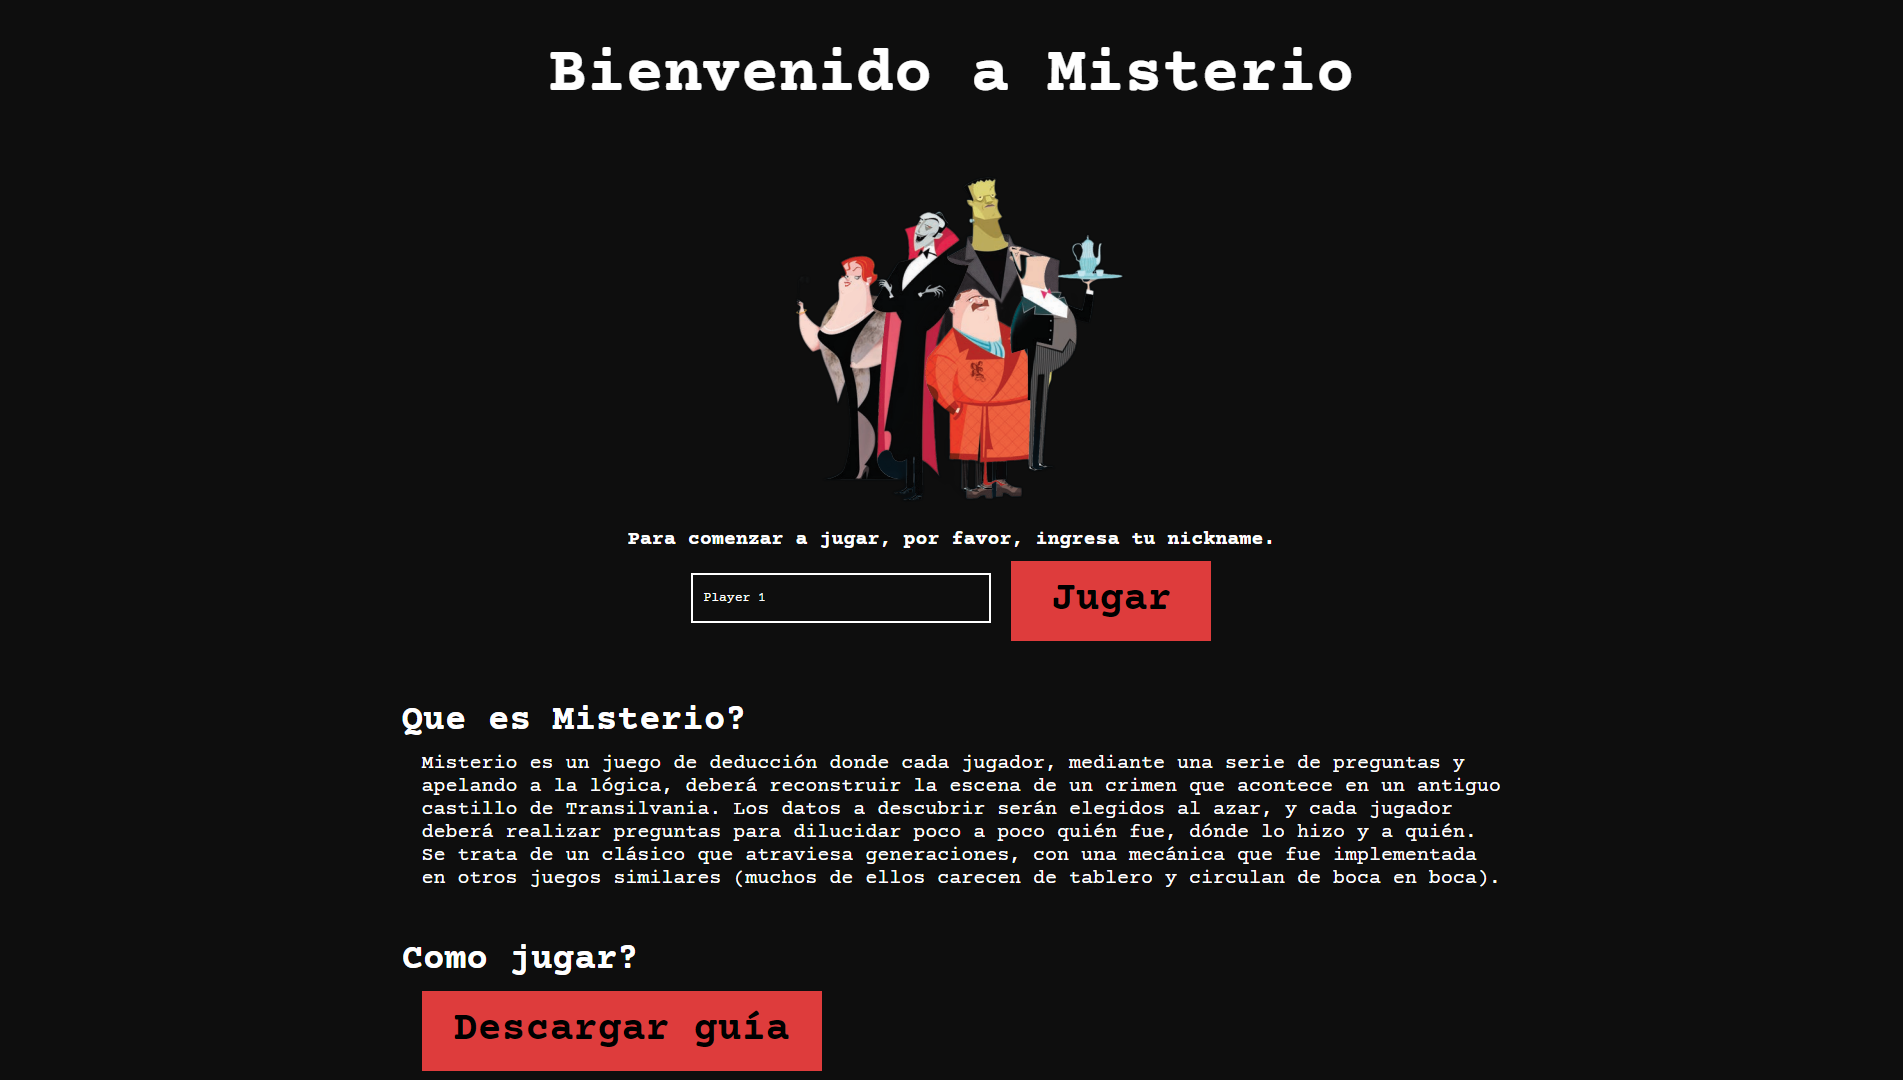 Bienvenido a Misterio
Para comenzar a jugar, por favor, ingresa tu nickname.
Player 1
Jugar
Que es Misterio?
Misterio es un juego de deducción donde cada jugador, mediante una serie de preguntas y
apelando a la lógica, deberá reconstruir la escena de un crimen que acontece en un antiguo
castillo de Transilvania. Los datos a descubrir serán elegidos al azar, y cada jugador
deberá realizar preguntas para dilucidar poco a poco quién fue, dónde lo hizo y a quién.
Se trata de un clásico que atraviesa generaciones, con una mecánica que fue implementada
en otros juegos similares (muchos de ellos carecen de tablero y circulan de boca en boca).
Como jugar?
Descargar guía